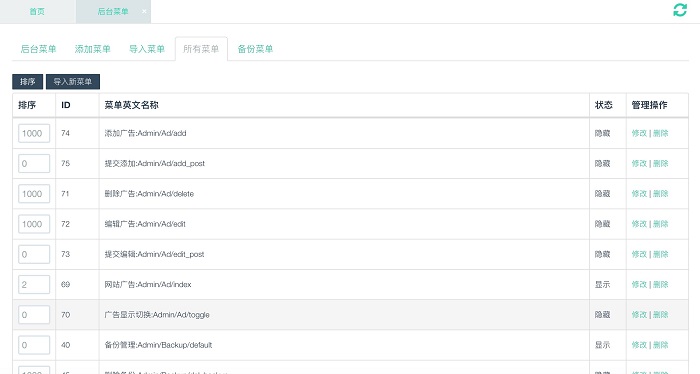 首页 后台菜单 ×
后台菜单 添加菜单 导入菜单 所有菜单 备份菜单
排序 导入新菜单
排序 ID 菜单英文名称 状态 管理操作
1000 74 添加广告:Admin/Ad/add 隐藏 修改 | 删除
0 75 提交添加:Admin/Ad/add_post 隐藏 修改 | 删除
1000 71 删除广告:Admin/Ad/delete 隐藏 修改 | 删除
1000 72 编辑广告:Admin/Ad/edit 隐藏 修改 | 删除
0 73 提交编辑:Admin/Ad/edit_post 隐藏 修改 | 删除
2 69 网站广告:Admin/Ad/index 显示 修改 | 删除
0 70 广告显示切换:Admin/Ad/toggle 隐藏 修改 | 删除
0 40 备份管理:Admin/Backup/default 显示 修改 | 删除